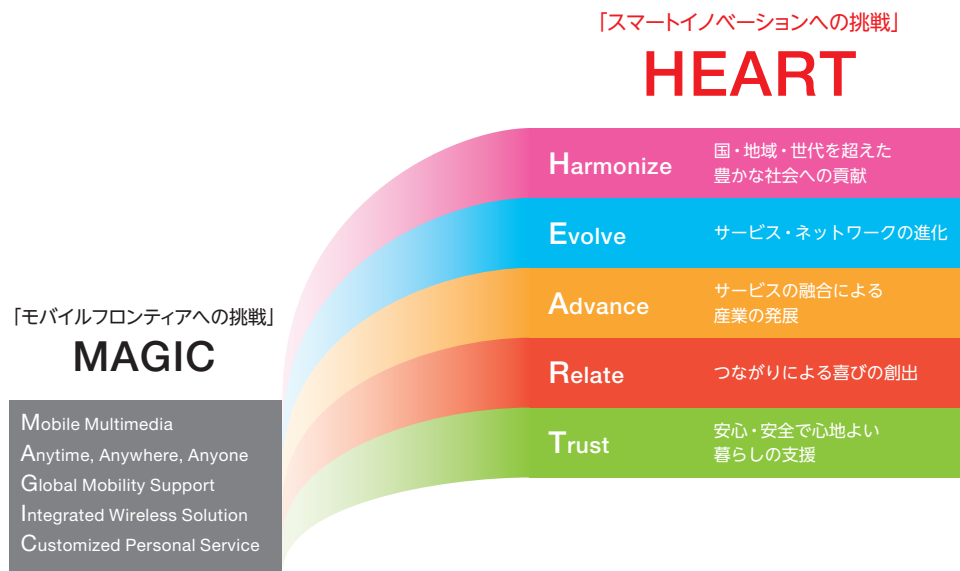 「スマートイノベーションへの挑戦」
HEART
Harmonize
国・地域・世代を超えた
豊かな社会への貢献
Evolve
サービス・ネットワークの進化
Advance
サービスの融合による
産業の発展
Relate
つながりによる喜びの創出
Trust
安心・安全で心地よい
暮らしの支援
「モバイルフロンティアへの挑戦」
MAGIC
Mobile Multimedia
Anytime, Anywhere, Anyone
Global Mobility Support
Integrated Wireless Solution
Customized Personal Service